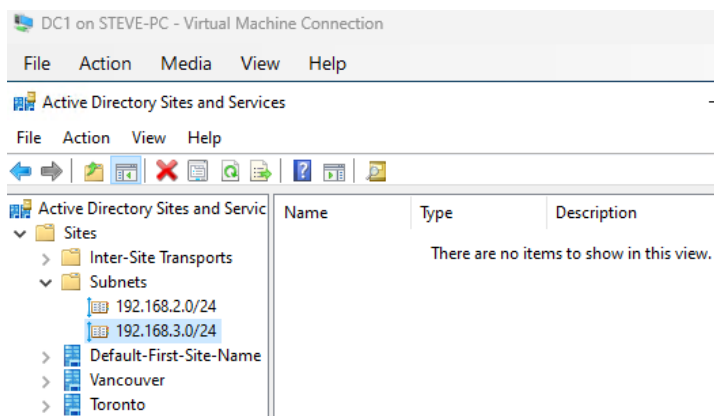 DC1 on STEVE-PC - Virtual Machine Connection
File Action Media View Help
Active Directory Sites and Services
File Action View Help
Active Directory Sites and Servic
Name Type Description
Sites
There are no items to show in this view.
Inter-Site Transports
Subnets
192.168.2.0/24
192.168.3.0/24
Default-First-Site-Name
Vancouver
Toronto